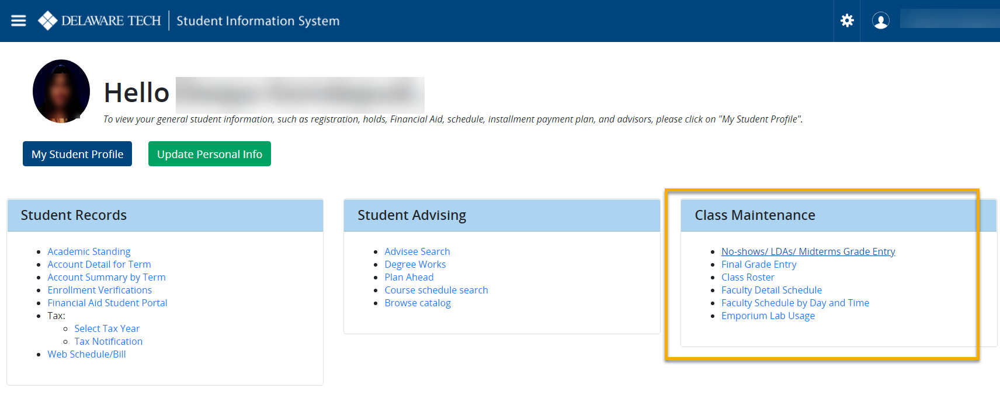 DELAWARE TECH | Student Information System
Hello
To view your general student information, such as registration, holds, Financial Aid, schedule, installment payment plan, and advisors, please click on "My Student Profile".
My Student Profile
Update Personal Info
Student Records
Academic Standing
Account Detail for Term
Account Summary by Term
Enrollment Verifications
Financial Aid Student Portal
Tax:
Select Tax Year
Tax Notification
Web Schedule/Bill
Student Advising
Advisee Search
Degree Works
Plan Ahead
Course schedule search
Browse catalog
Class Maintenance
No-shows/ LDAs/ Midterms Grade Entry
Final Grade Entry
Class Roster
Faculty Detail Schedule
Faculty Schedule by Day and Time
Emporium Lab Usage